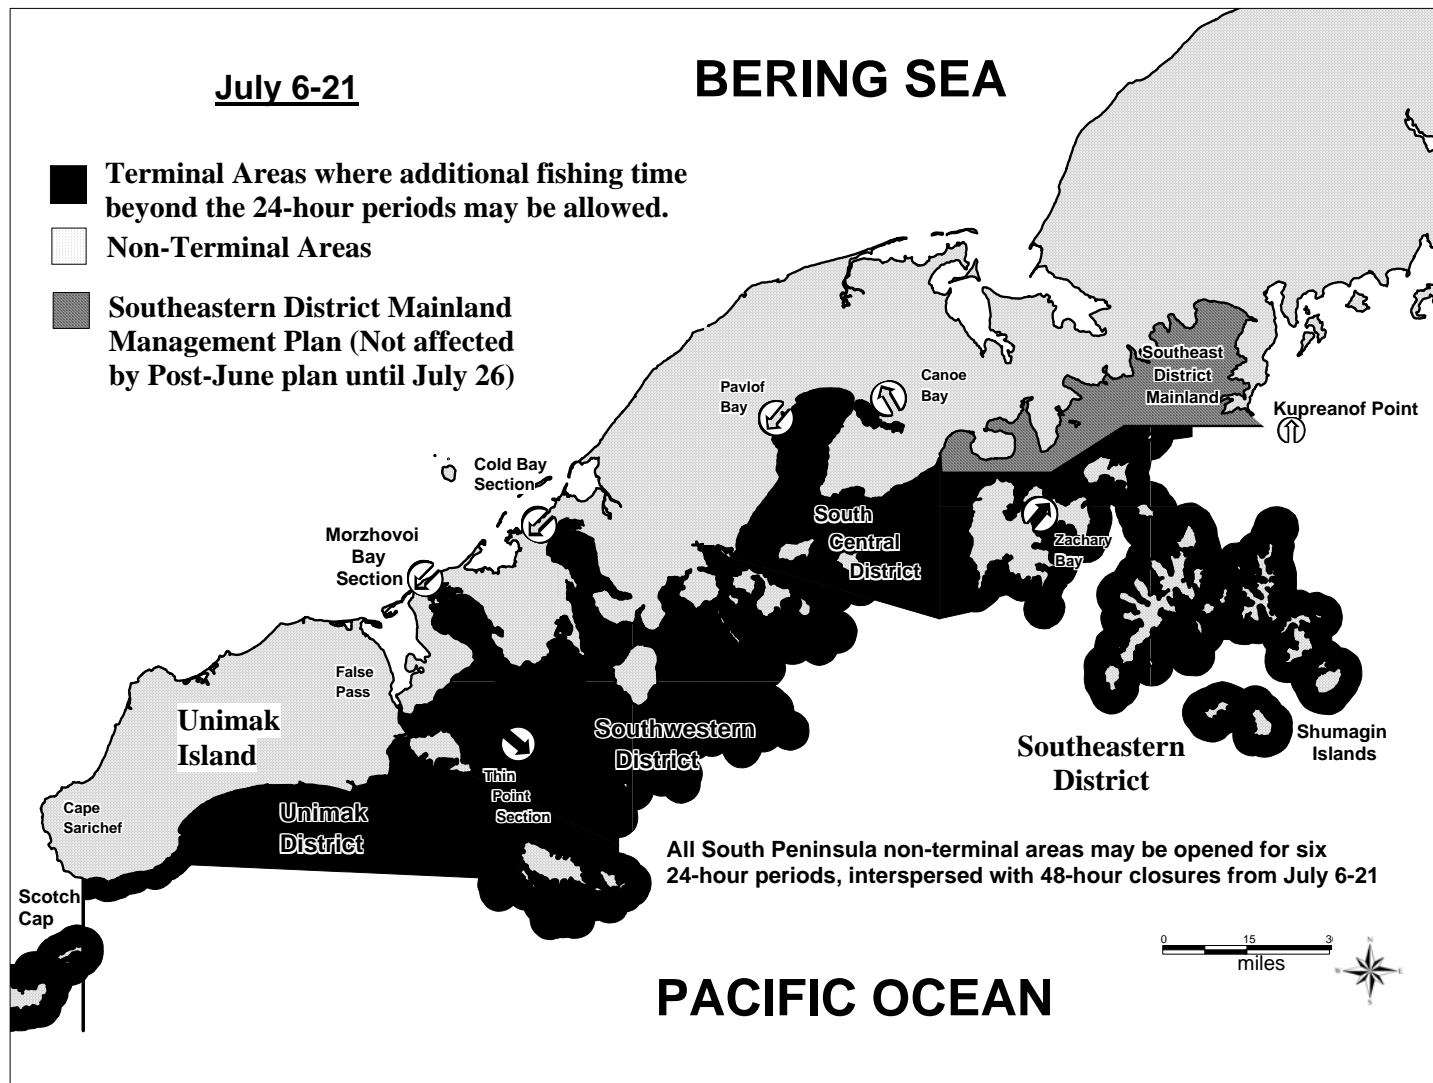 July 6-21
BERING SEA
Terminal Areas where additional fishing time
beyond the 24-hour periods may be allowed.
Non-Terminal Areas
Southeastern District Mainland
Management Plan (Not affected
by Post-June plan until July 26)
Southeast
District
Mainland
Kupreanof Point
Canoe
Bay
Pavlof
Bay
Cold Bay
Section
Morzhovoi
Bay
Section
South
Central
District
Zachary
Bay
False
Pass
Unimak
Island
Southwestern
District
Thin
Point
Section
Southeastern
District
Shumagin
Islands
Cape
Sarichef
Unimak
District
Scotch
Cap
All South Peninsula non-terminal areas may be opened for six
24-hour periods, interspersed with 48-hour closures from July 6-21
0 15 3
miles
N
W E
S
PACIFIC OCEAN